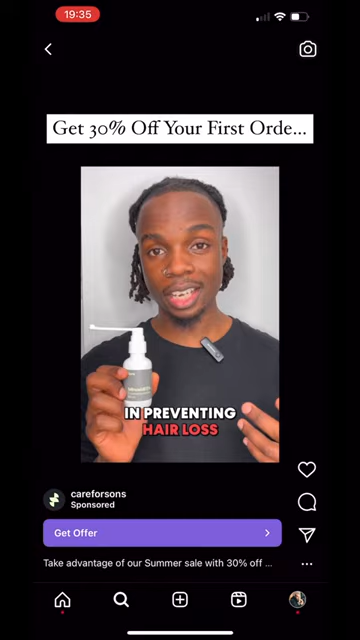 19:35
Get 30% Off Your First Orde...
IN PREVENTING
HAIR LOSS
careforsons
Sponsored
Get Offer
Take advantage of our Summer sale with 30% off ...